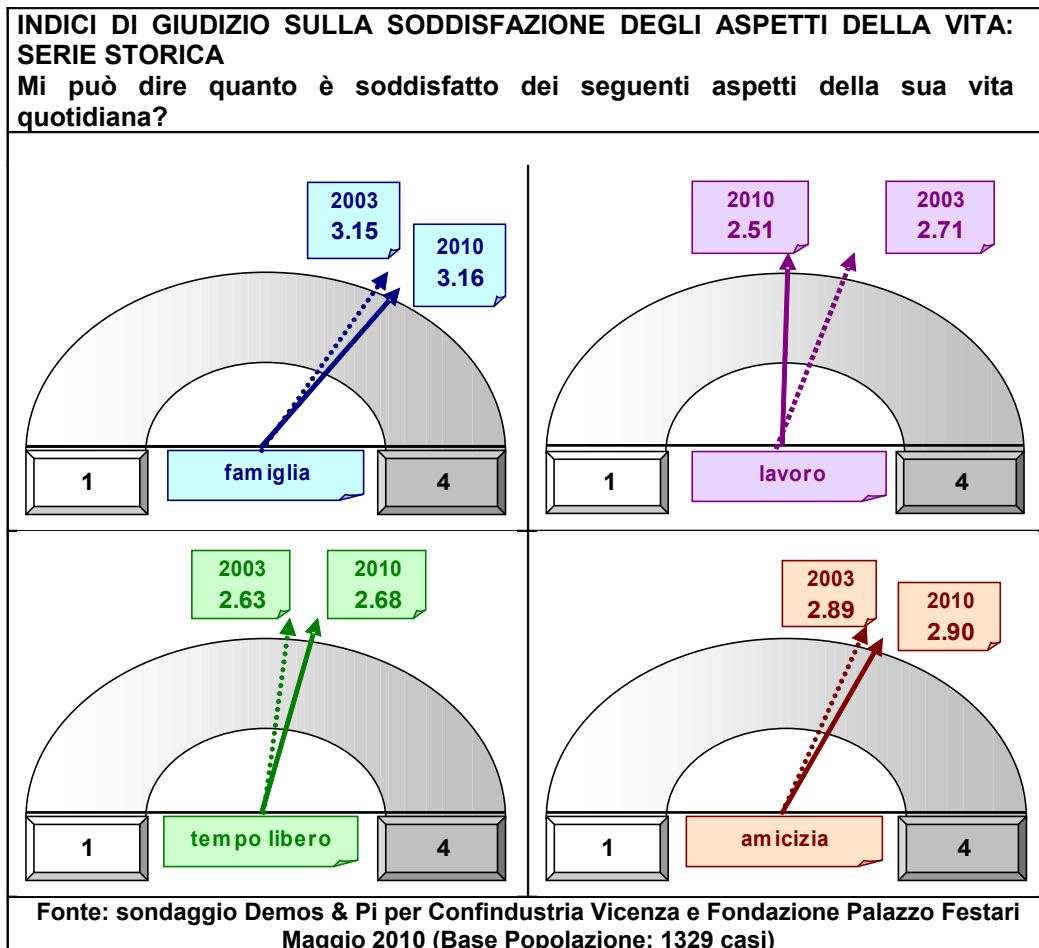 INDICI DI GIUDIZIO SULLA SODDISFAZIONE DEGLI ASPETTI DELLA VITA:
SERIE STORICA
Mi può dire quanto è soddisfatto dei seguenti aspetti della sua vita
quotidiana?
2003
3.15
2010
3.16
1
famiglia
4
2010
2.51
2003
2.71
1
lavoro
4
2003
2.63
2010
2.68
1
tempo libero
4
2003
2.89
2010
2.90
1
amicizia
4
Fonte: sondaggio Demos & Pi per Confindustria Vicenza e Fondazione Palazzo Festari
Maggio 2010 (Base Popolazione: 1329 casi)